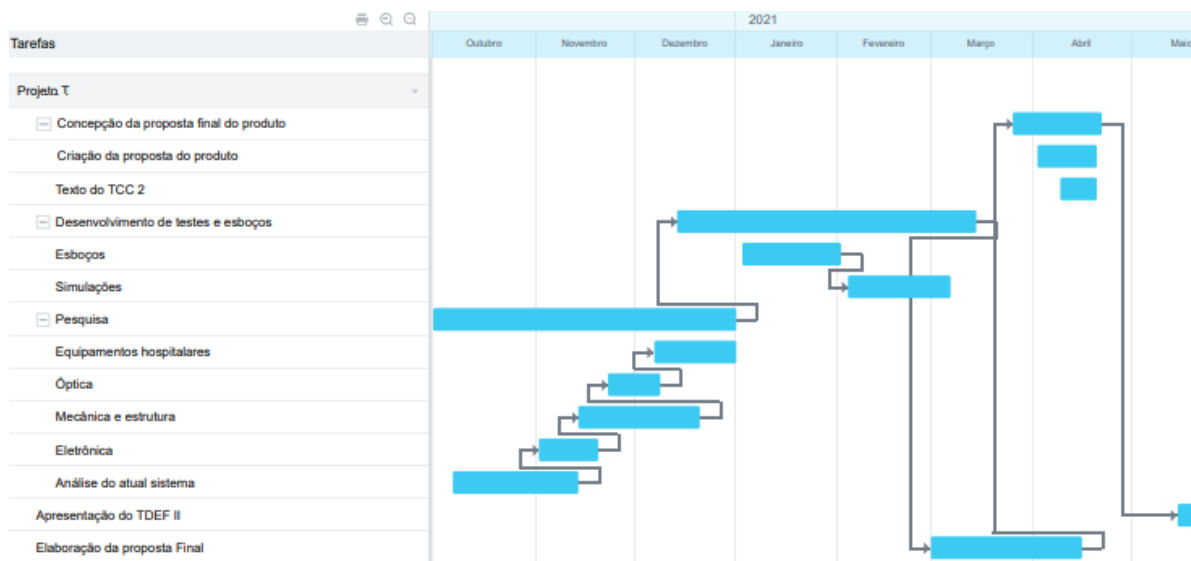 2021
Tarefas
Outubro Novembro Dezembro Janeiro Fevereiro Março Abril Maio
Projeto T.
Concepção da proposta final do produto
Criação da proposta do produto
Texto do TCC 2
Desenvolvimento de testes e esboços
Esboços
Simulações
Pesquisa
Equipamentos hospitalares
Óptica
Mecânica e estrutura
Eletrônica
Análise do atual sistema
Apresentação do TDEF II
Elaboração da proposta Final